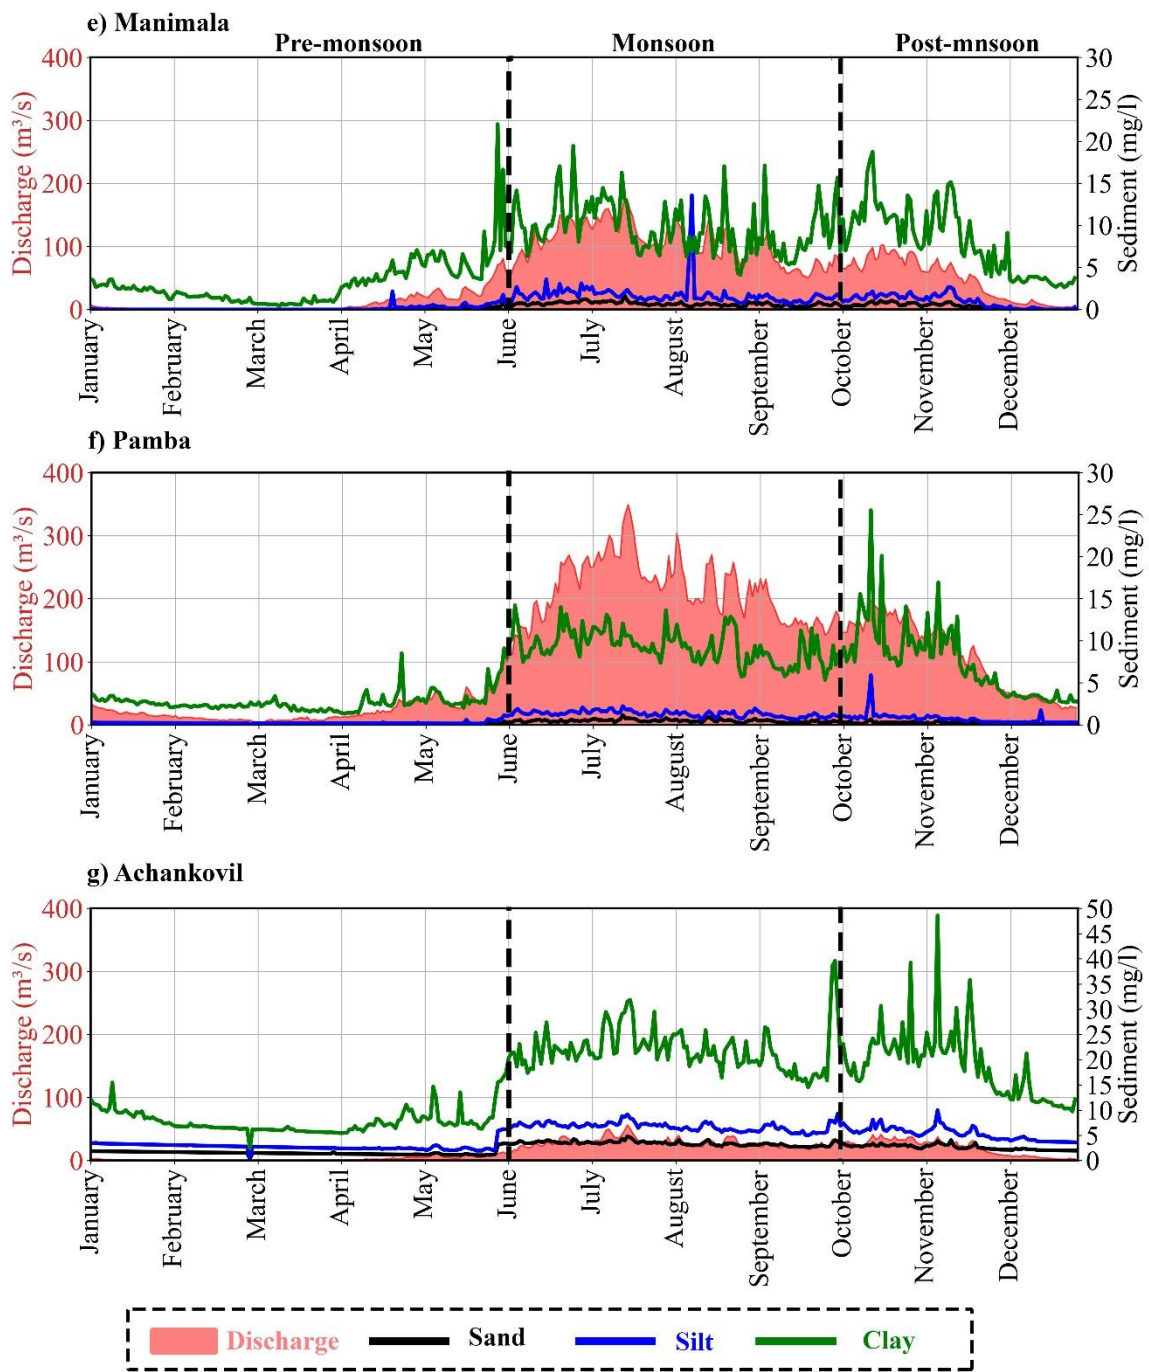 e) Manimala
Pre-monsoon Monsoon Post-mnsoon
400 300 200 100 0
Discharge (m³/s)
30 25 20 15 10 5 0
Sediment (mg/l)
January February March April May June July August September October November December
f) Pamba
400 300 200 100 0
Discharge (m³/s)
30 25 20 15 10 5 0
Sediment (mg/l)
January February March April May June July August September October November December
g) Achankovil
400 300 200 100 0
Discharge (m³/s)
50 45 40 35 30 25 20 15 10 5 0
Sediment (mg/l)
January February March April May June July August September October November December
Discharge Sand Silt Clay